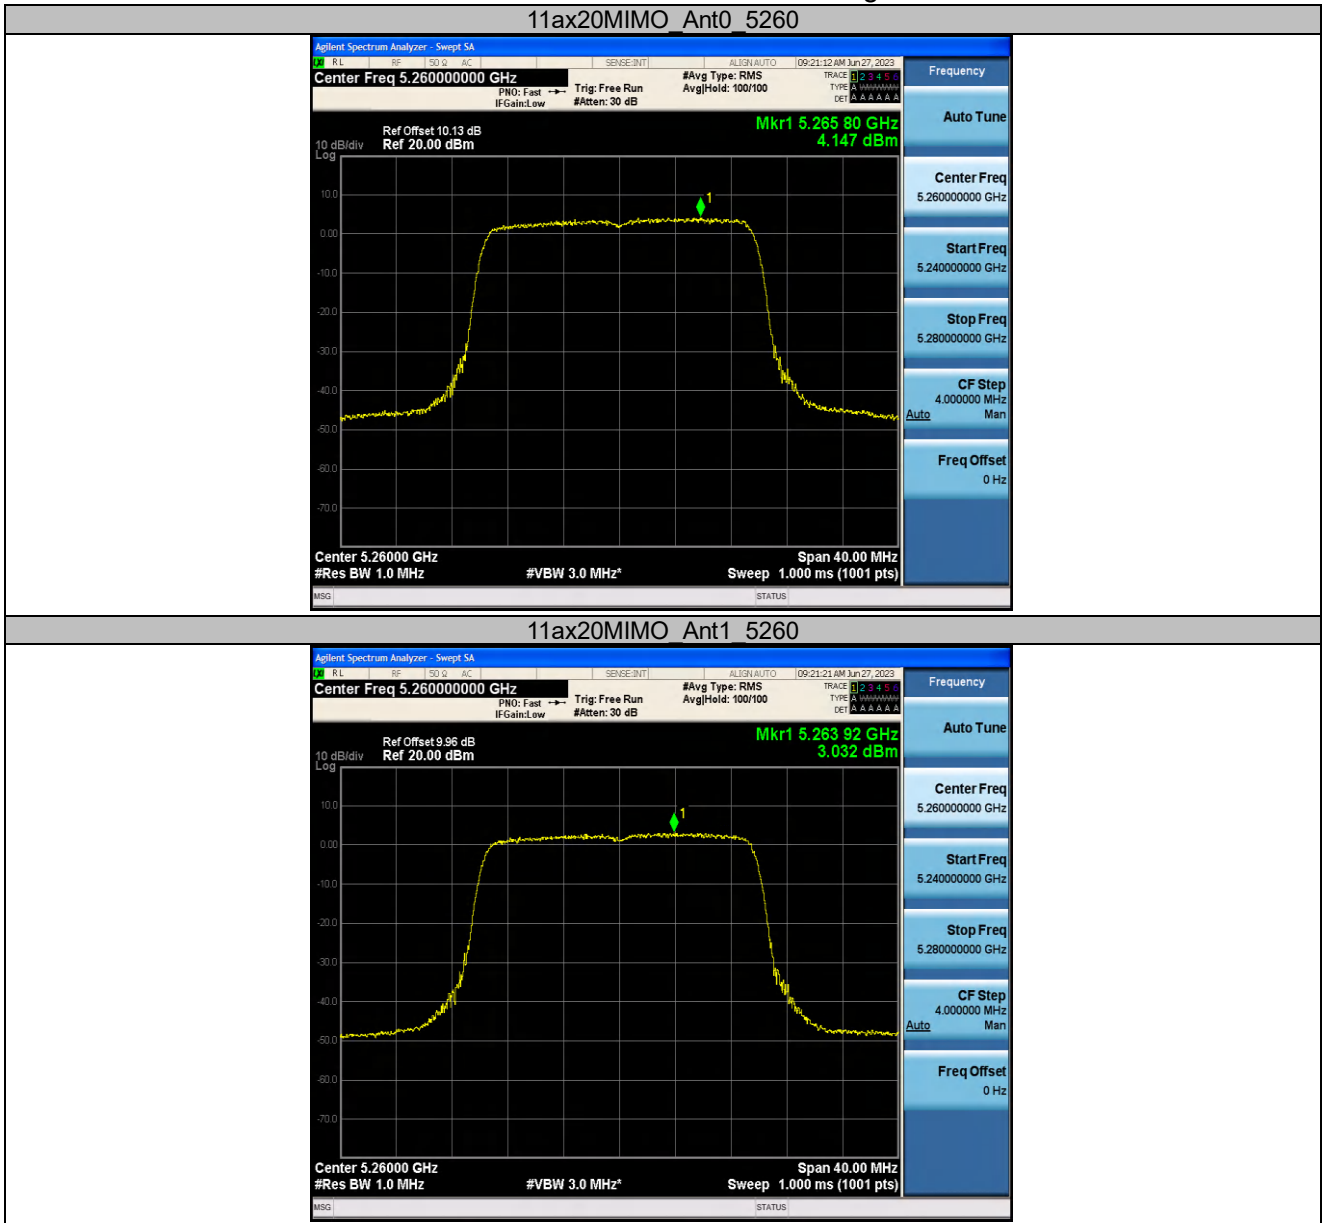 11ax20MIMO_Ant0_5260
Agilent Spectrum Analyzer - Swept SA
RL RF 50 Ω AC SENSE:INT ALIGN AUTO 09:21:12 AM Jun 27, 2023
Center Freq 5.260000000 GHz
PNO: Fast
IFGain:Low
Trig: Free Run
#Atten: 30 dB
#Avg Type: RMS
Avg|Hold: 100/100
TRACE 1 2 3 4 5 6
TYPE A WWWWW
DET A A A A A A
Ref Offset 10.13 dB
10 dB/div Ref 20.00 dBm
Log
Mkr1 5.265 80 GHz
4.147 dBm
1
10.0
0.00
-10.0
-20.0
-30.0
-40.0
-50.0
-60.0
-70.0
Center 5.26000 GHz Span 40.00 MHz
#Res BW 1.0 MHz #VBW 3.0 MHz* Sweep 1.000 ms (1001 pts)
MSG STATUS
Frequency
Auto Tune
Center Freq
5.260000000 GHz
Start Freq
5.240000000 GHz
Stop Freq
5.280000000 GHz
CF Step
4.000000 MHz
Auto Man
Freq Offset
0 Hz
11ax20MIMO_Ant1_5260
Agilent Spectrum Analyzer - Swept SA
RL RF 50 Ω AC SENSE:INT ALIGN AUTO 09:21:21 AM Jun 27, 2023
Center Freq 5.260000000 GHz
PNO: Fast
IFGain:Low
Trig: Free Run
#Atten: 30 dB
#Avg Type: RMS
Avg|Hold: 100/100
TRACE 1 2 3 4 5 6
TYPE A WWWWW
DET A A A A A A
Ref Offset 9.96 dB
10 dB/div Ref 20.00 dBm
Log
Mkr1 5.263 92 GHz
3.032 dBm
1
10.0
0.00
-10.0
-20.0
-30.0
-40.0
-50.0
-60.0
-70.0
Center 5.26000 GHz Span 40.00 MHz
#Res BW 1.0 MHz #VBW 3.0 MHz* Sweep 1.000 ms (1001 pts)
MSG STATUS
Frequency
Auto Tune
Center Freq
5.260000000 GHz
Start Freq
5.240000000 GHz
Stop Freq
5.280000000 GHz
CF Step
4.000000 MHz
Auto Man
Freq Offset
0 Hz